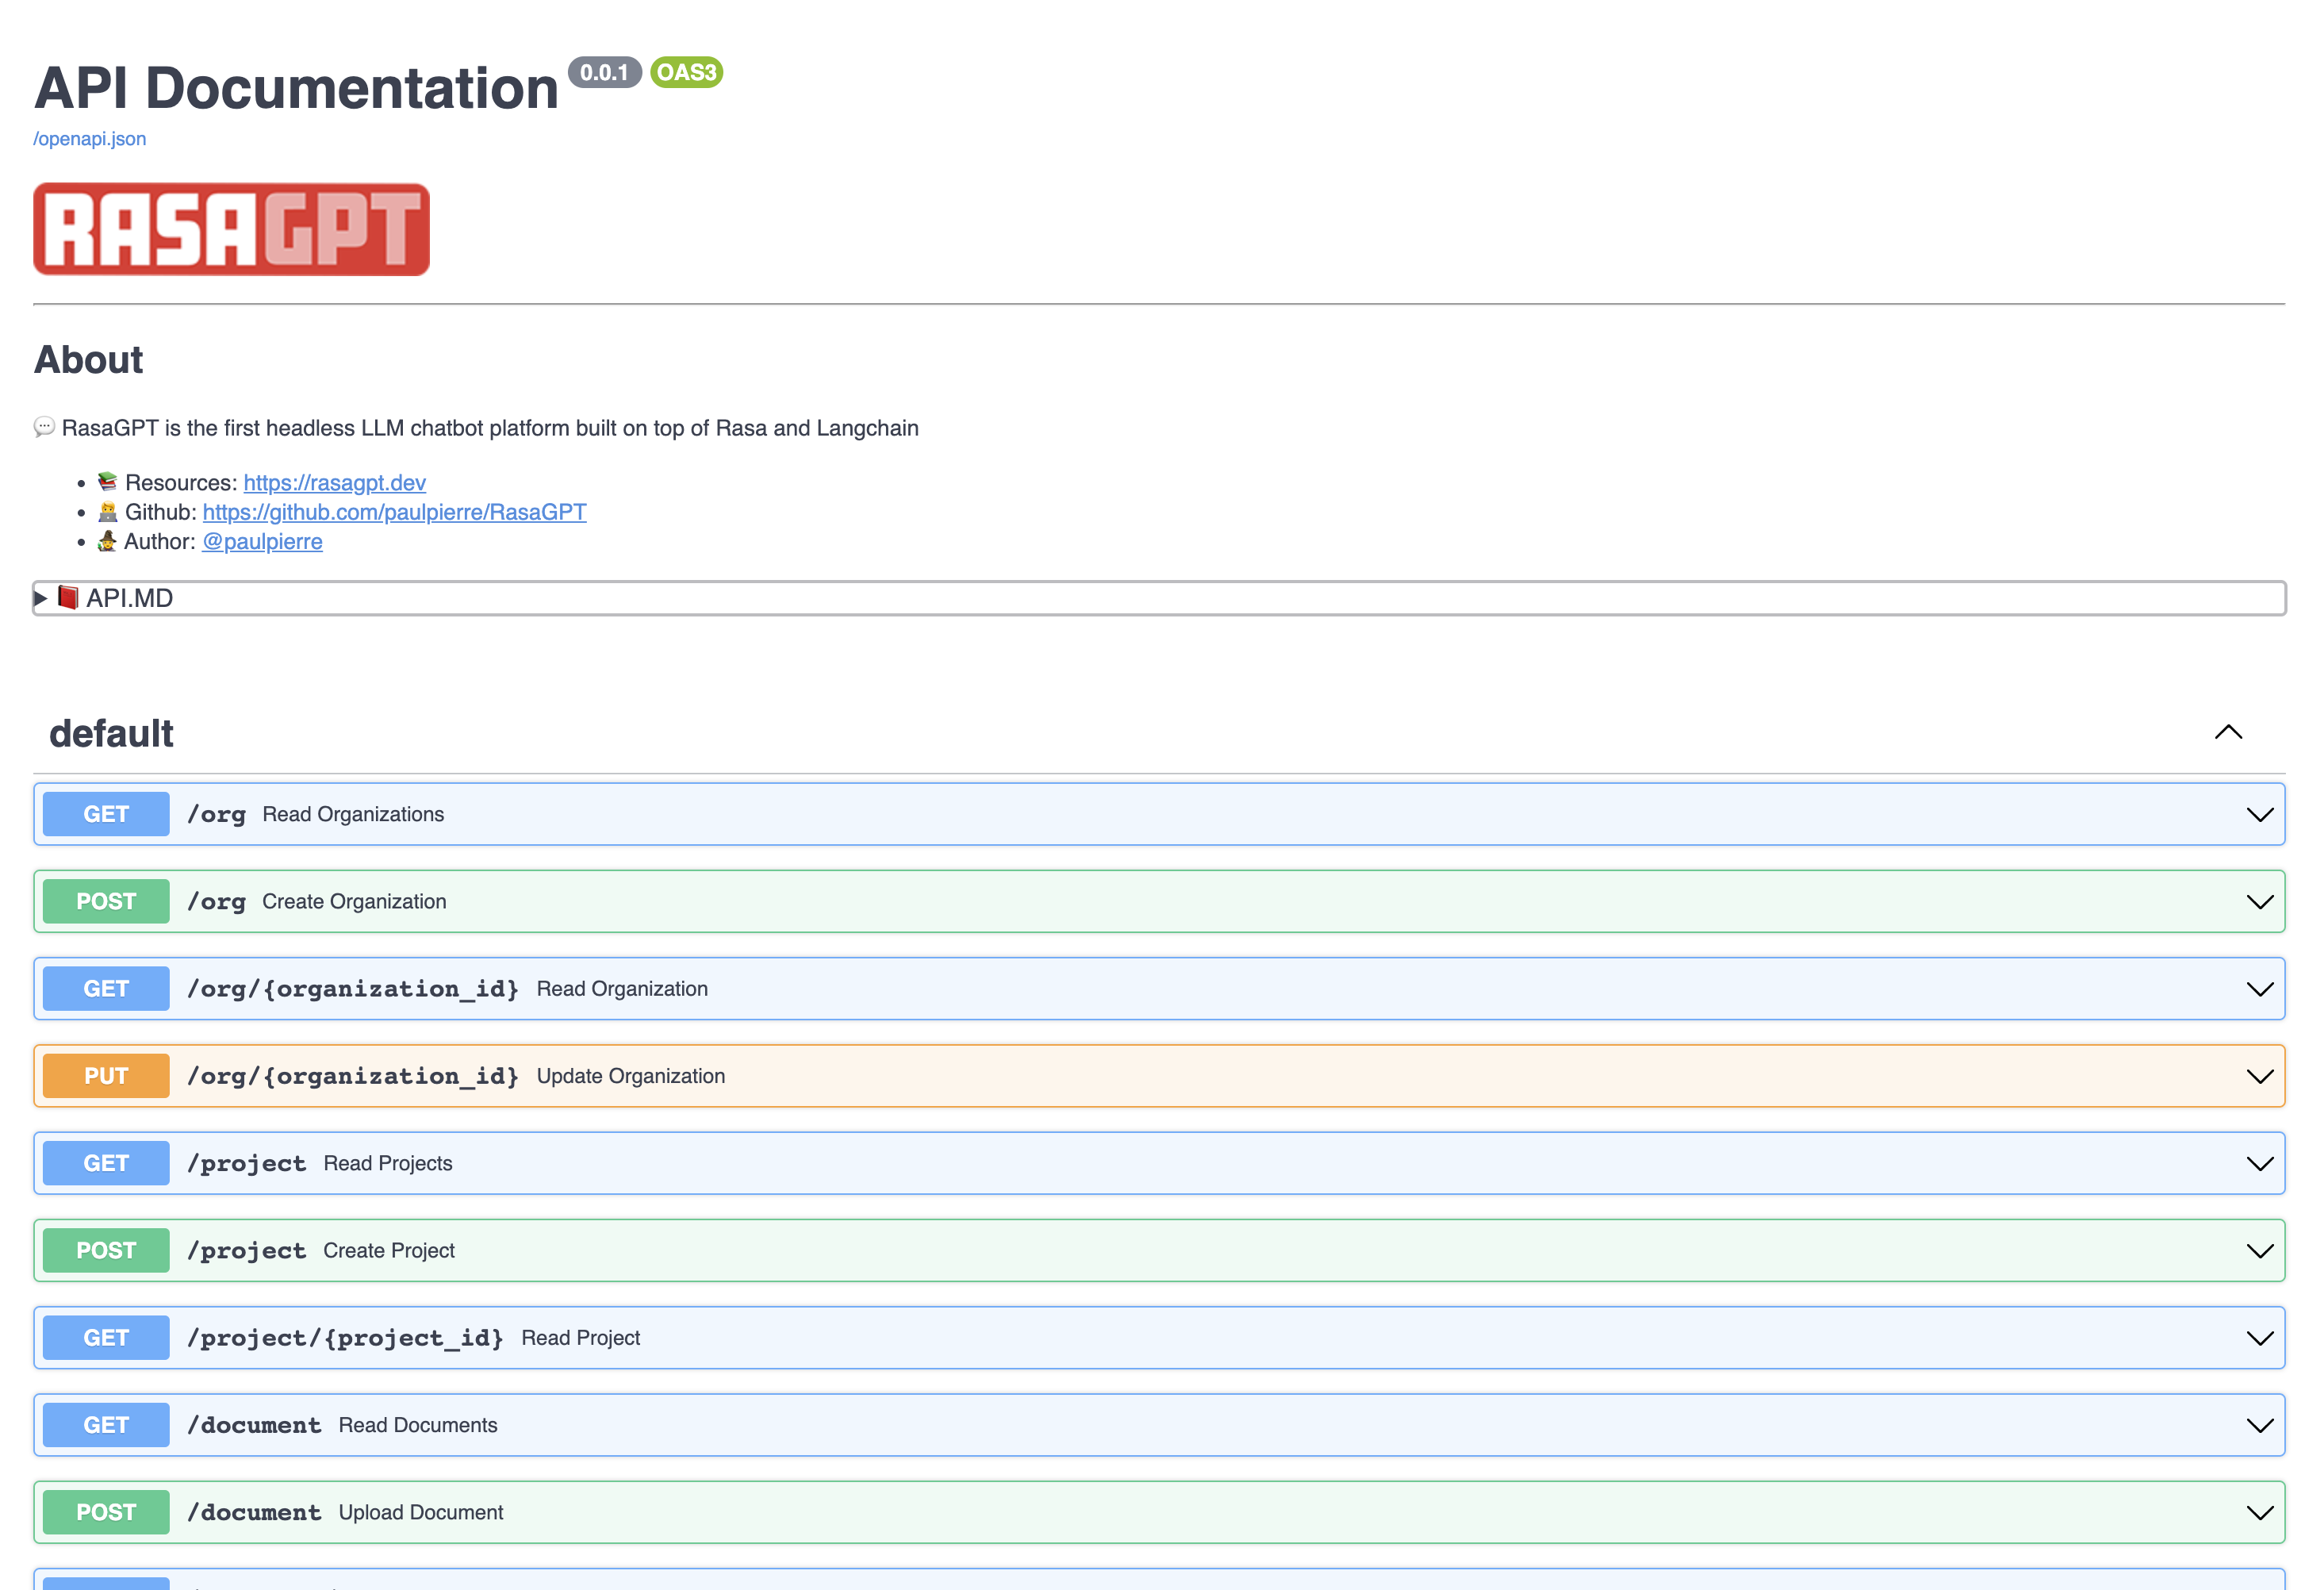 API Documentation 0.0.1 OAS3
/openapi.json
RASAGPT
About
💬 RasaGPT is the first headless LLM chatbot platform built on top of Rasa and Langchain
• 📚 Resources: https://rasagpt.dev
• 🧑‍💻 Github: https://github.com/paulpierre/RasaGPT
• 🧙 Author: @paulpierre
▶ 📕 API.MD
default
GET /org Read Organizations
POST /org Create Organization
GET /org/{organization_id} Read Organization
PUT /org/{organization_id} Update Organization
GET /project Read Projects
POST /project Create Project
GET /project/{project_id} Read Project
GET /document Read Documents
POST /document Upload Document